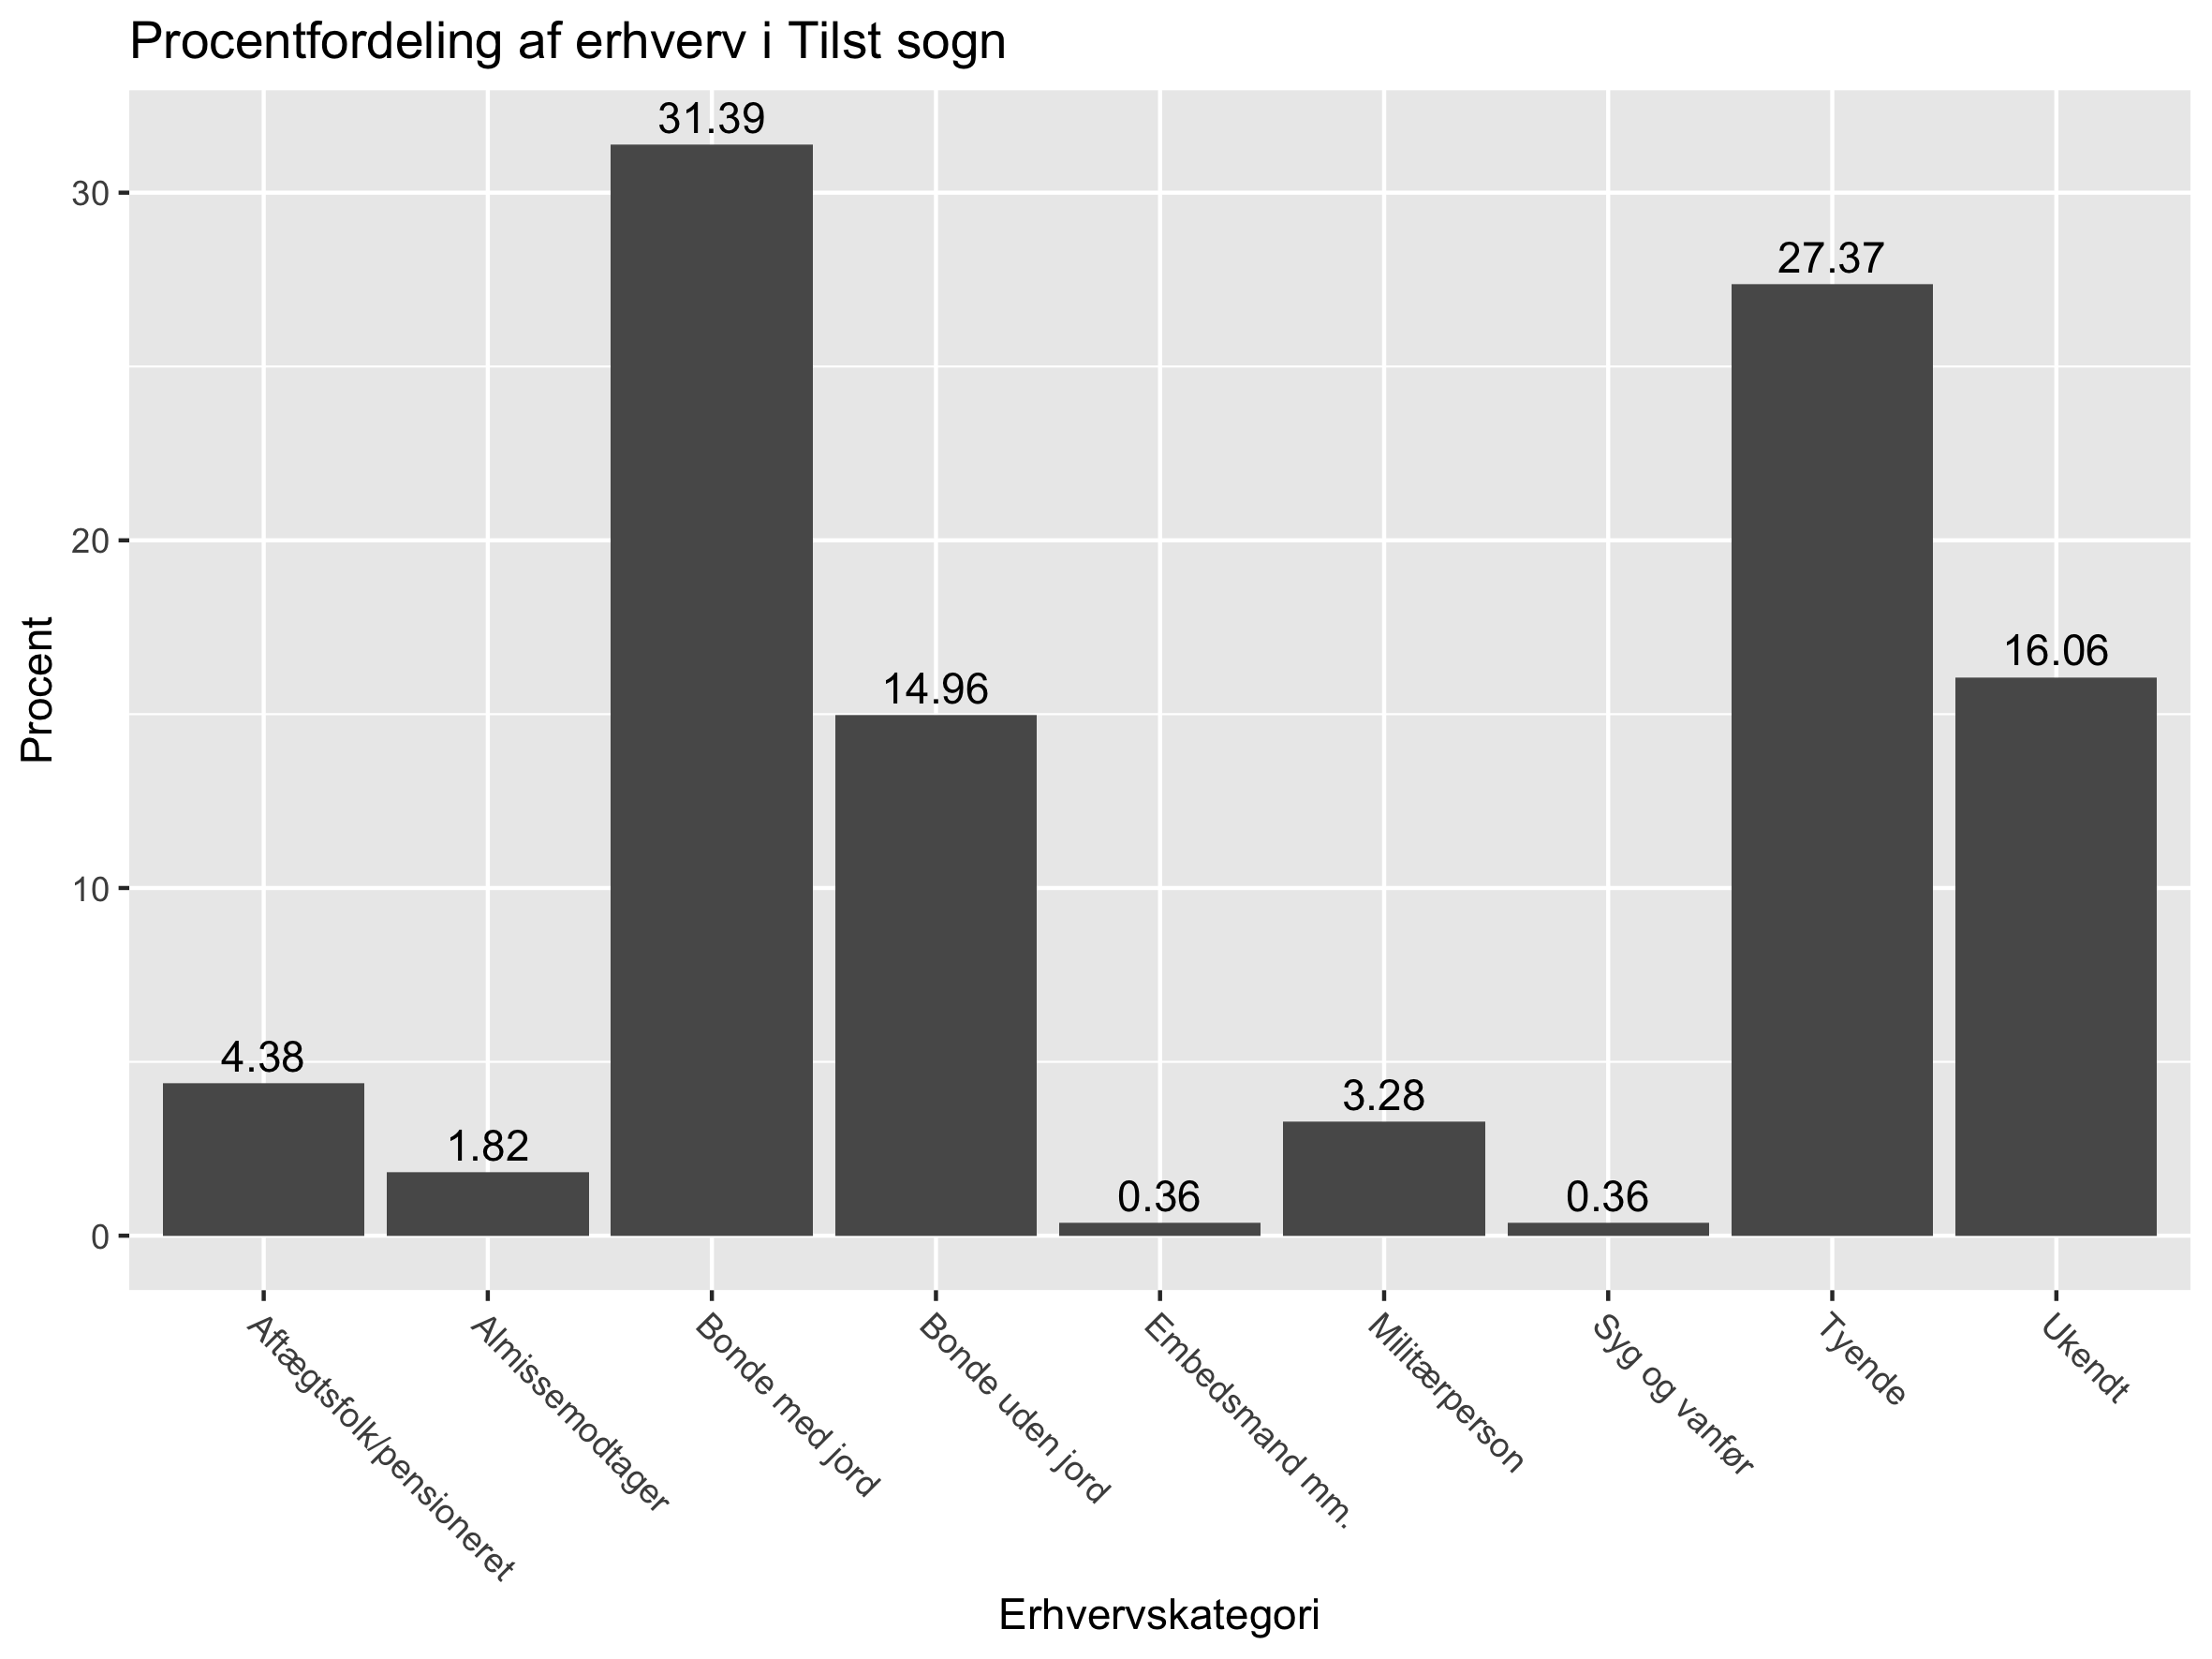 Procentfordeling af erhverv i Tilst sogn
31.39
27.37
16.06
14.96
4.38
3.28
1.82
0.36
0.36
30
20
10
0
Procent
Aftægtsfolk/pensioneret
Almissemodtager
Bonde med jord
Bonde uden jord
Embedsmand mm.
Militærperson
Syg og vanfør
Tyende
Ukendt
Erhvervskategori